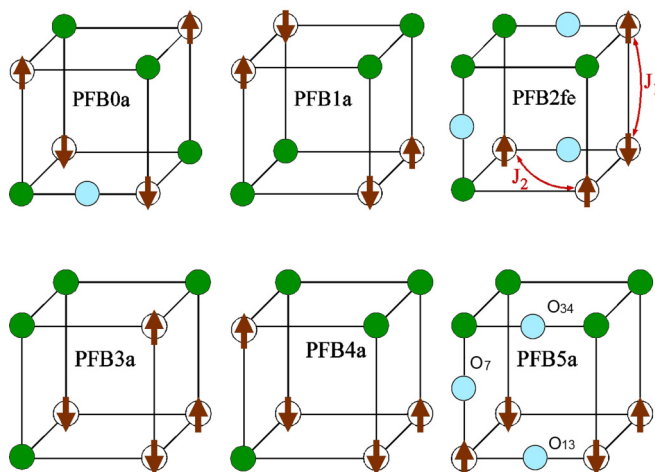 PFB0a
PFB1a
PFB2fe
J₂
PFB3a
PFB4a
PFB5a
O₃₄
O₇
O₁₃